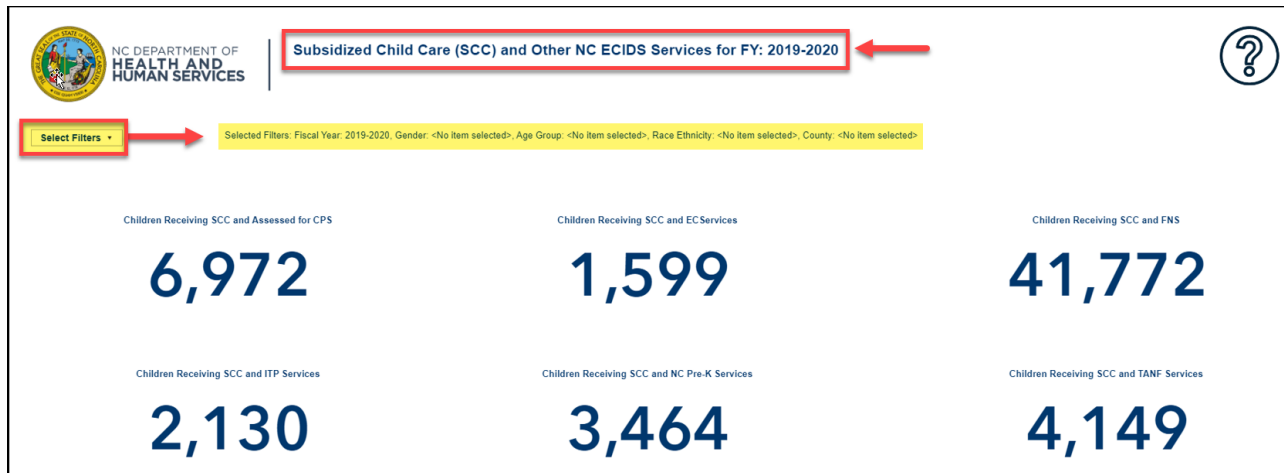 NC DEPARTMENT OF
HEALTH AND
HUMAN SERVICES
Subsidized Child Care (SCC) and Other NC ECIDS Services for FY: 2019-2020
?
Select Filters ▾
Selected Filters: Fiscal Year: 2019-2020, Gender: <No item selected>, Age Group: <No item selected>, Race Ethnicity: <No item selected>, County: <No item selected>
Children Receiving SCC and Assessed for CPS
6,972
Children Receiving SCC and ECServices
1,599
Children Receiving SCC and FNS
41,772
Children Receiving SCC and ITP Services
2,130
Children Receiving SCC and NC Pre-K Services
3,464
Children Receiving SCC and TANF Services
4,149